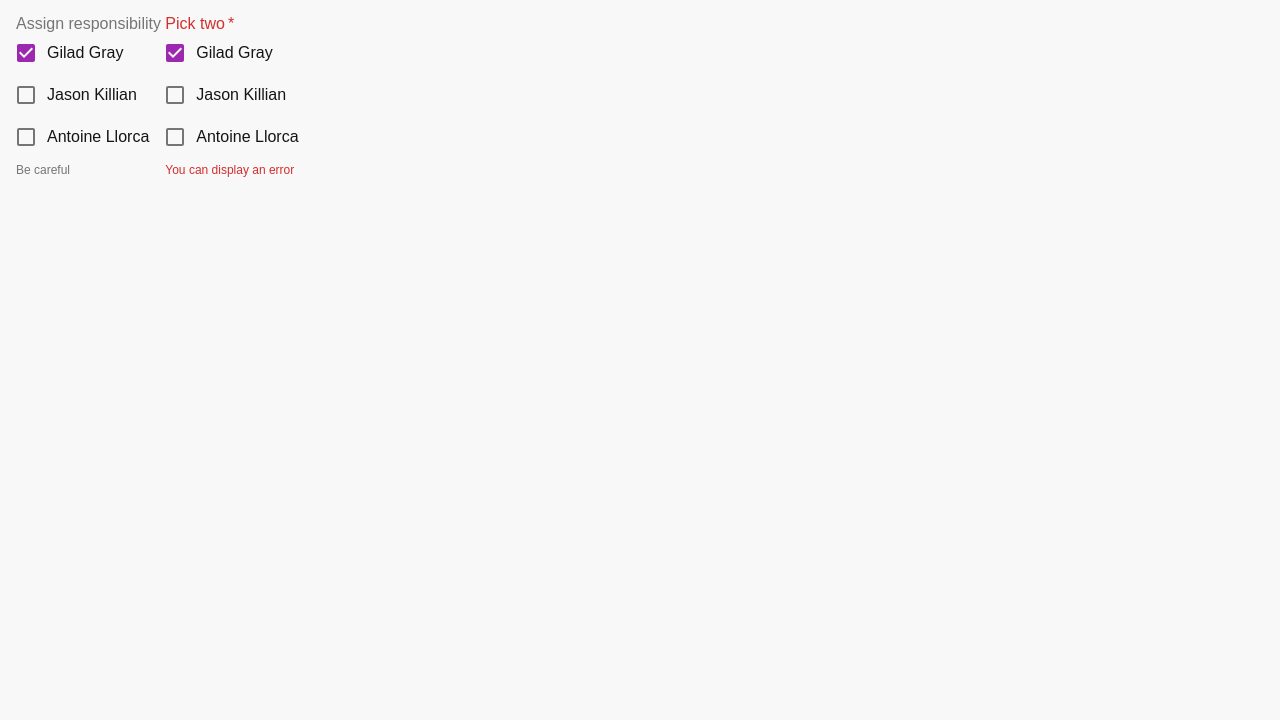 Assign responsibility Pick two *
Gilad Gray Gilad Gray
Jason Killian Jason Killian
Antoine Llorca Antoine Llorca
Be careful You can display an error